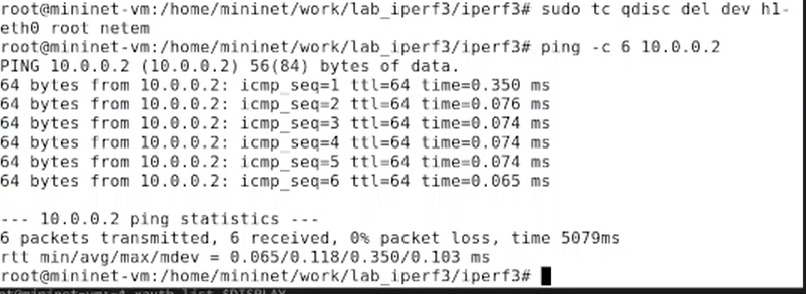 root@mininet-vm:/home/mininet/work/lab_iperf3/iperf3# sudo tc qdisc del dev h1-
eth0 root netem
root@mininet-vm:/home/mininet/work/lab_iperf3/iperf3# ping -c 6 10.0.0.2
PING 10.0.0.2 (10.0.0.2) 56(84) bytes of data.
64 bytes from 10.0.0.2: icmp_seq=1 ttl=64 time=0.350 ms
64 bytes from 10.0.0.2: icmp_seq=2 ttl=64 time=0.076 ms
64 bytes from 10.0.0.2: icmp_seq=3 ttl=64 time=0.074 ms
64 bytes from 10.0.0.2: icmp_seq=4 ttl=64 time=0.074 ms
64 bytes from 10.0.0.2: icmp_seq=5 ttl=64 time=0.074 ms
64 bytes from 10.0.0.2: icmp_seq=6 ttl=64 time=0.065 ms
--- 10.0.0.2 ping statistics ---
6 packets transmitted, 6 received, 0% packet loss, time 5079ms
rtt min/avg/max/mdev = 0.065/0.118/0.350/0.103 ms
root@mininet-vm:/home/mininet/work/lab_iperf3/iperf3#